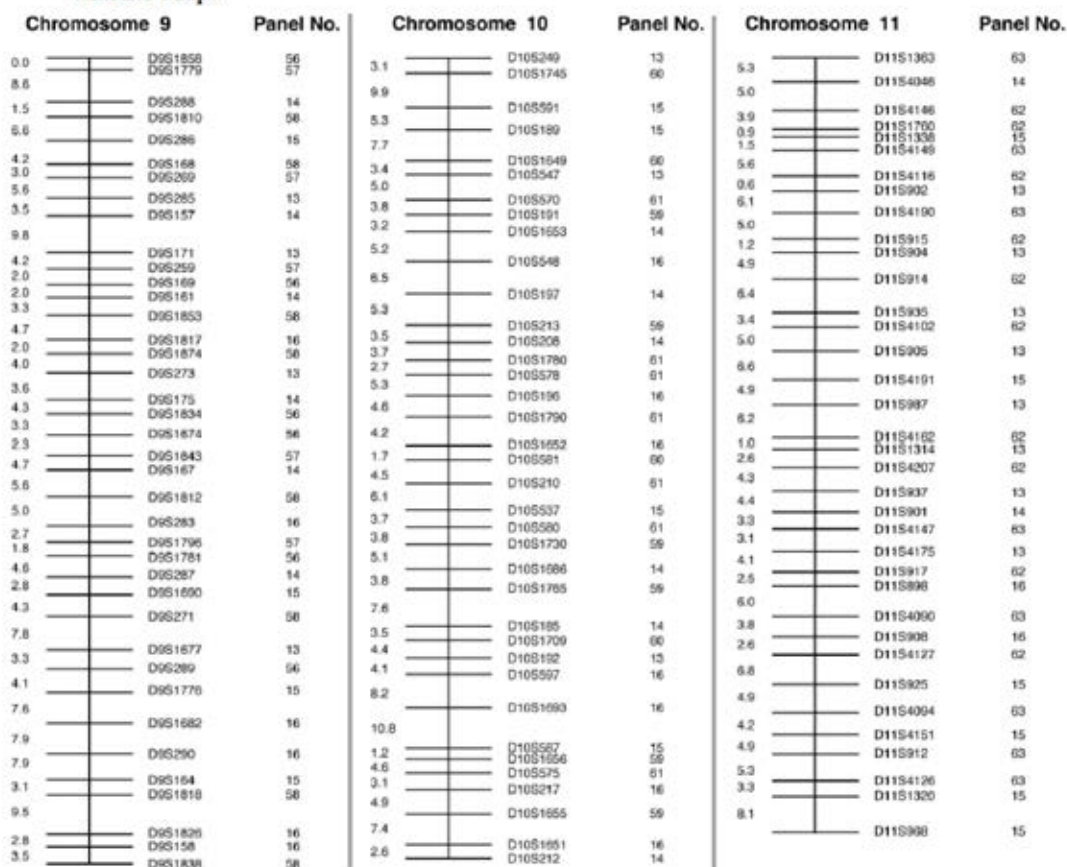 Chromosome 9 Panel No.
D9S1858 56
0.0
D9S1779 57
8.6
D9S288 14
1.5
D9S1810 58
6.6
D9S286 15
4.2
D9S168 58
3.0
D9S269 57
5.6
D9S285 13
3.5
D9S157 14
9.8
D9S171 13
4.2
D9S259 57
2.0
D9S169 56
2.0
D9S161 14
3.3
D9S1853 58
4.7
D9S1817 16
2.0
D9S1874 58
4.0
D9S273 13
3.6
D9S175 14
4.3
D9S1834 56
3.3
D9S1674 56
2.3
D9S1843 57
4.7
D9S167 14
5.6
D9S1812 58
5.0
D9S283 16
2.7
D9S1796 57
1.8
D9S1781 56
4.6
D9S287 14
2.8
D9S1690 15
4.3
D9S271 58
7.8
D9S1677 13
3.3
D9S289 56
4.1
D9S1776 15
7.6
D9S1682 16
7.9
D9S290 16
7.9
D9S164 15
3.1
D9S1818 58
9.5
D9S1826 16
2.8
D9S158 16
3.5
D9S1838 58
Chromosome 10 Panel No.
D10S249 13
3.1
D10S1745 60
9.9
D10S591 15
5.3
D10S189 15
7.7
D10S1649 60
3.4
D10S547 13
5.0
D10S570 61
3.8
D10S191 59
3.2
D10S1653 14
5.2
D10S548 16
6.5
D10S197 14
5.3
D10S213 59
3.5
D10S208 14
3.7
D10S1780 61
2.7
D10S578 61
5.3
D10S196 16
4.6
D10S1790 61
4.2
D10S1652 16
1.7
D10S581 60
4.5
D10S210 61
6.1
D10S537 15
3.7
D10S580 61
3.8
D10S1730 59
5.1
D10S1686 14
3.8
D10S1765 59
7.6
D10S185 14
3.5
D10S1709 60
4.4
D10S192 13
4.1
D10S597 16
8.2
D10S1693 16
10.8
D10S587 15
1.2
D10S1656 59
4.6
D10S575 61
3.1
D10S217 16
4.9
D10S1655 59
7.4
D10S1651 16
2.6
D10S212 14
Chromosome 11 Panel No.
D11S1363 63
5.3
D11S4046 14
5.0
D11S4146 62
3.9
D11S1760 62
0.9
D11S1338 15
1.5
D11S4149 63
5.6
D11S4116 62
0.6
D11S902 13
6.1
D11S4190 63
5.0
D11S915 62
1.2
D11S904 13
4.9
D11S914 62
6.4
D11S935 13
3.4
D11S4102 62
5.0
D11S905 13
6.6
D11S4191 15
4.9
D11S987 13
6.2
D11S4162 62
1.0
D11S1314 13
2.6
D11S4207 62
4.3
D11S937 13
4.4
D11S901 14
3.3
D11S4147 63
3.1
D11S4175 13
4.1
D11S917 62
2.5
D11S898 16
6.0
D11S4090 63
3.8
D11S908 16
2.6
D11S4127 62
6.8
D11S925 15
4.9
D11S4094 63
4.2
D11S4151 15
4.9
D11S912 63
5.3
D11S4126 63
3.3
D11S1320 15
8.1
D11S968 15